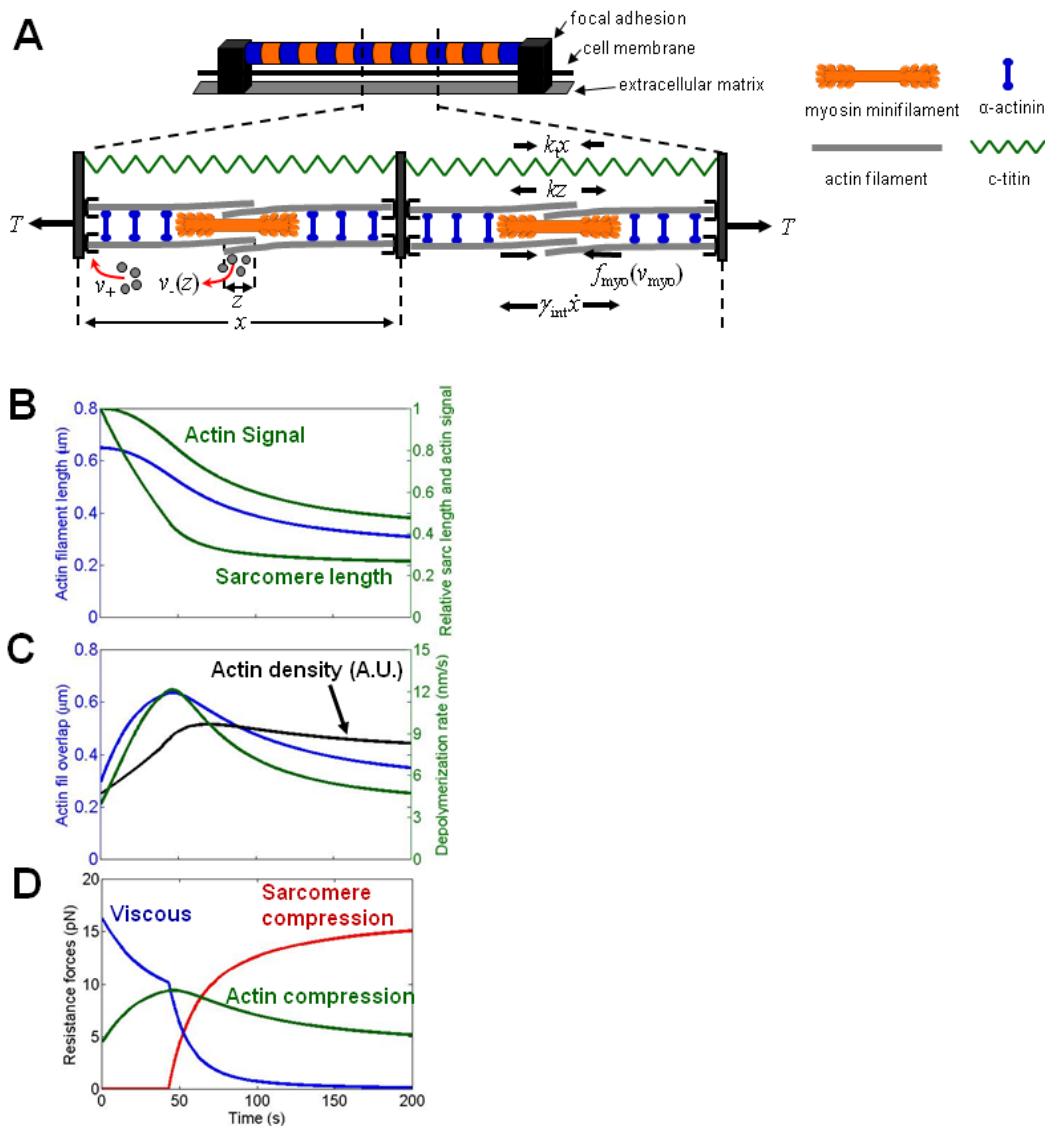 A
focal adhesion
cell membrane
extracellular matrix
myosin minifilament
α-actinin
actin filament
c-titin
kₜx
kz
T
T
v₊
v₋(z)
z
x
f_myo(v_myo)
γ_int ẋ
B
Actin filament length (μm)
0.8
0.6
0.4
0.2
0
Actin Signal
Sarcomere length
1
0.8
0.6
0.4
0.2
0
Relative sarc length and actin signal
C
Actin fil overlap (μm)
0.8
0.6
0.4
0.2
0
Actin density (A.U.)
15
12
9
6
3
0
Depolymerization rate (nm/s)
D
Resistance forces (pN)
20
15
10
5
0
Viscous
Sarcomere
compression
Actin compression
0 50 100 150 200
Time (s)